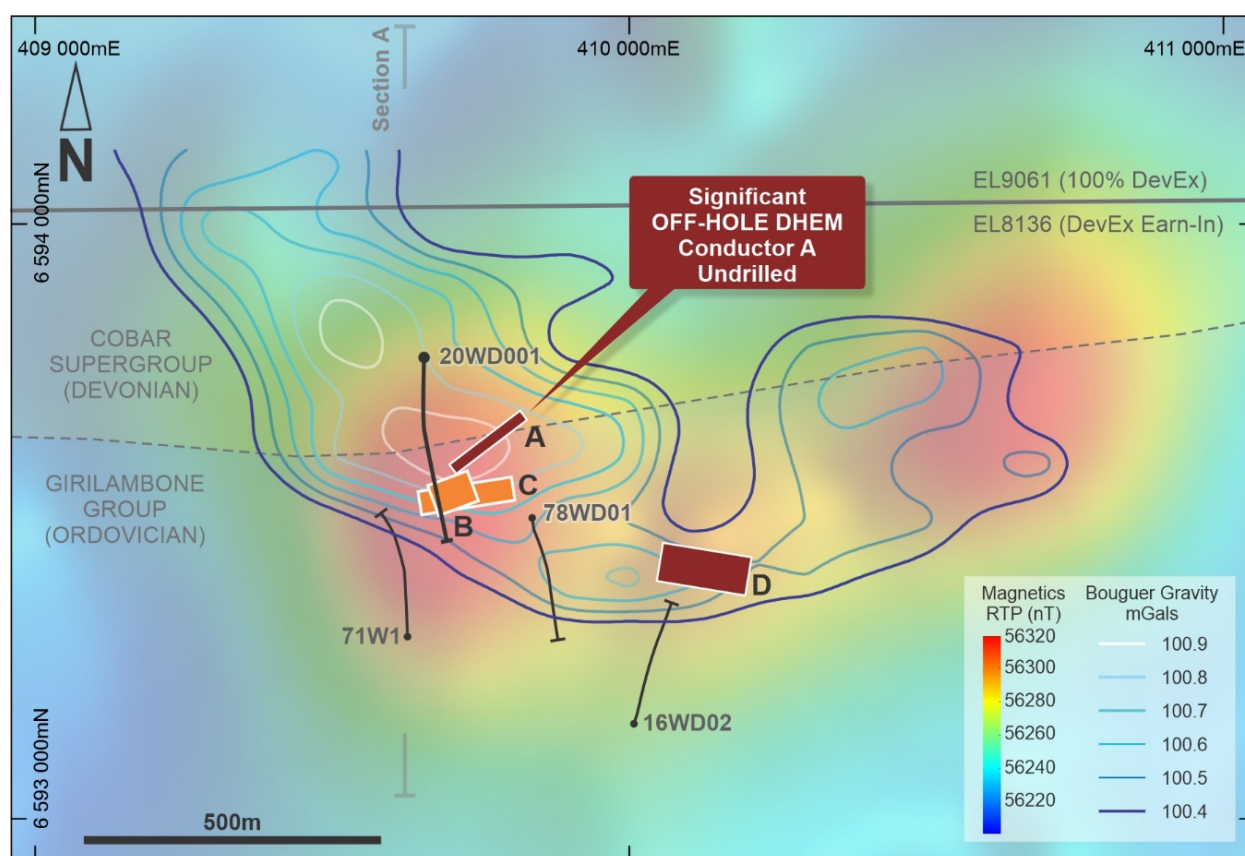 409 000mE
410 000mE
411 000mE
Section A
N
6 594 000mN
Significant
OFF-HOLE DHEM
Conductor A
Undrilled
EL9061 (100% DevEx)
EL8136 (DevEx Earn-In)
COBAR
SUPERGROUP
(DEVONIAN)
20WD001
A
GIRILAMBONE
GROUP
(ORDOVICIAN)
C
B
78WD01
D
71W1
16WD02
6 593 000mN
500m
Magnetics
RTP (nT)
56320
56300
56280
56260
56240
56220
Bouguer Gravity
mGals
100.9
100.8
100.7
100.6
100.5
100.4